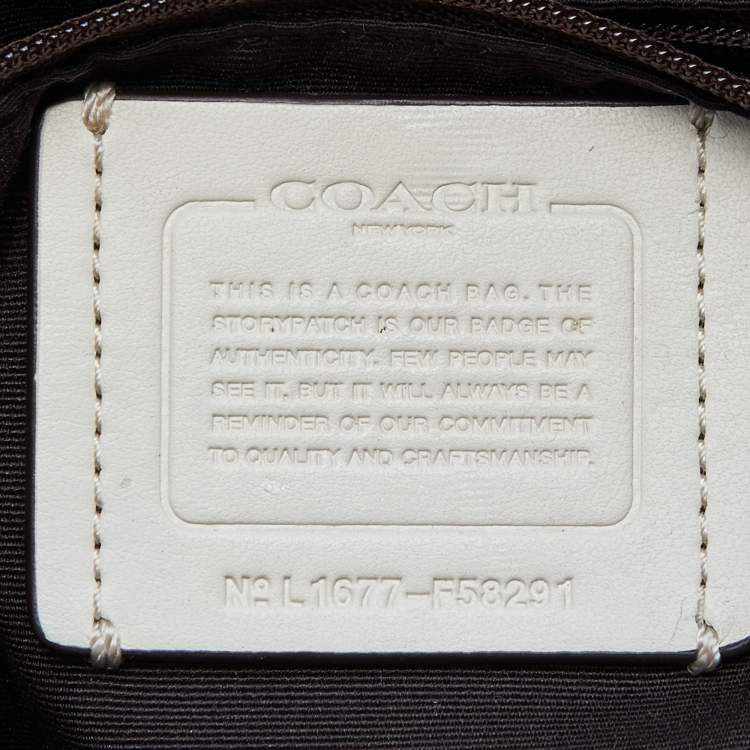 COACH
NEW YORK
THIS IS A COACH BAG. THE
STORYPATCH IS OUR BADGE OF
AUTHENTICITY. FEW PEOPLE MAY
SEE IT, BUT IT WILL ALWAYS BE A
REMINDER OF OUR COMMITMENT
TO QUALITY AND CRAFTSMANSHIP.
Nº L1677-F58291